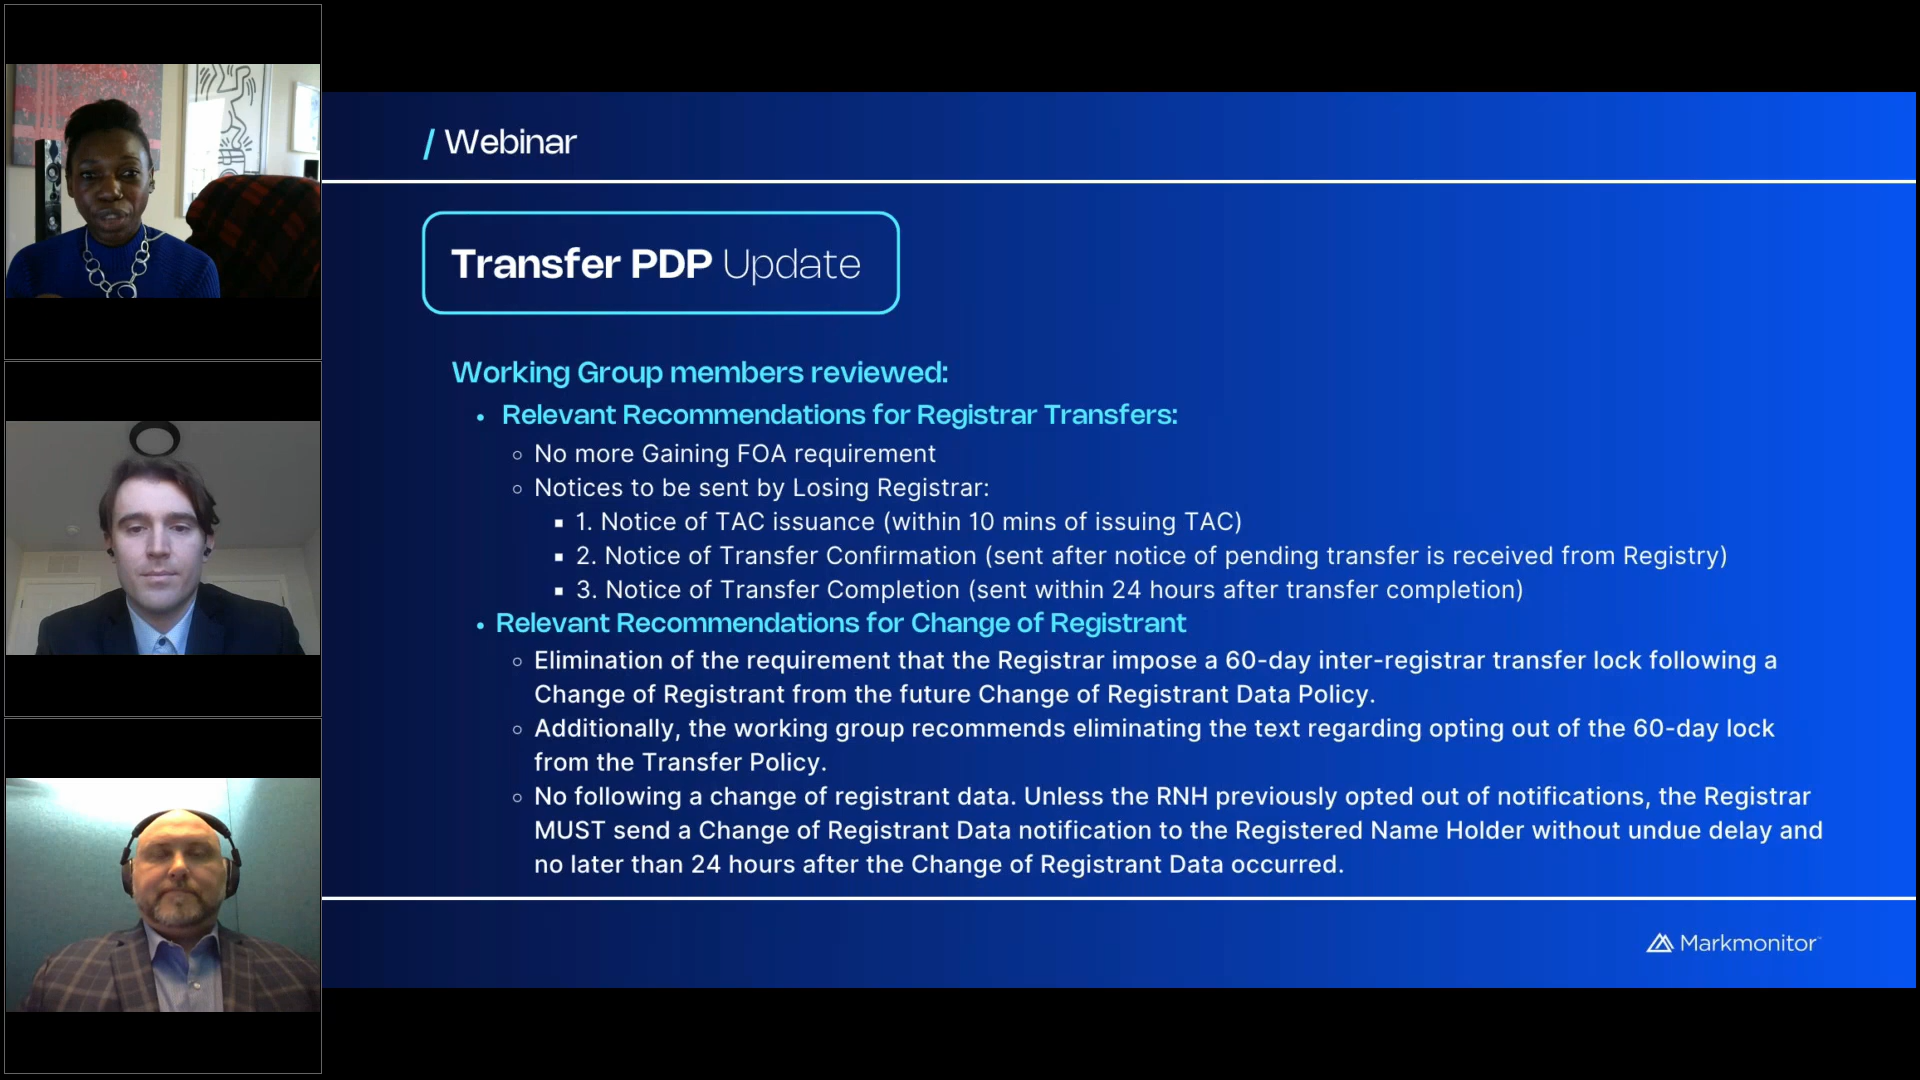 / Webinar
Transfer PDP Update
Working Group members reviewed:
• Relevant Recommendations for Registrar Transfers:
○ No more Gaining FOA requirement
○ Notices to be sent by Losing Registrar:
▪ 1. Notice of TAC issuance (within 10 mins of issuing TAC)
▪ 2. Notice of Transfer Confirmation (sent after notice of pending transfer is received from Registry)
▪ 3. Notice of Transfer Completion (sent within 24 hours after transfer completion)
• Relevant Recommendations for Change of Registrant
○ Elimination of the requirement that the Registrar impose a 60-day inter-registrar transfer lock following a
Change of Registrant from the future Change of Registrant Data Policy.
○ Additionally, the working group recommends eliminating the text regarding opting out of the 60-day lock
from the Transfer Policy.
○ No following a change of registrant data. Unless the RNH previously opted out of notifications, the Registrar
MUST send a Change of Registrant Data notification to the Registered Name Holder without undue delay and
no later than 24 hours after the Change of Registrant Data occurred.
Markmonitor